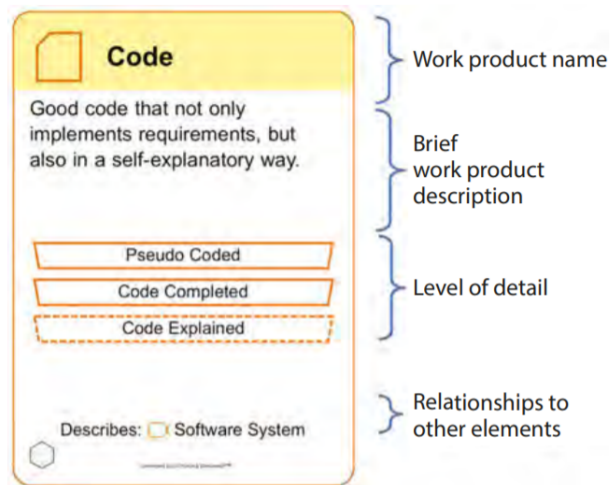 Code
Work product name
Good code that not only
implements requirements, but
also in a self-explanatory way.
Brief
work product
description
Pseudo Coded
Code Completed
Code Explained
Level of detail
Describes: Software System
Relationships to
other elements